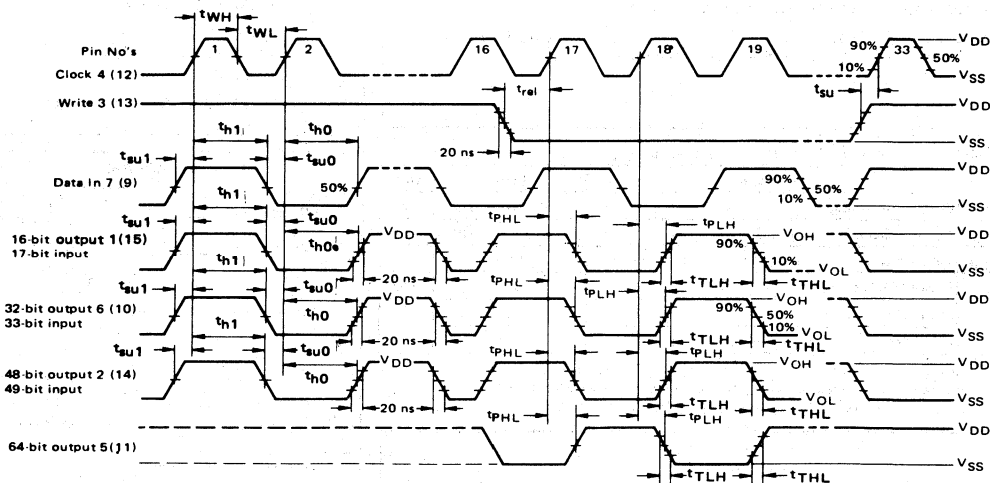 tWH
tWL
Pin No's
Clock 4 (12)
1
2
16
17
18
19
33
90%
10%
50%
VDD
VSS
Write 3 (13)
trel
20 ns
tsu
VDD
VSS
th1
th0
tsu1
tsu0
Data In 7 (9)
50%
90%
10%
50%
VDD
VSS
th1
tsu1
tsu0
th0
16-bit output 1(15)
17-bit input
VDD
20 ns
tPHL
tPLH
90%
10%
VOH
VOL
tTLH
tTHL
VDD
VSS
th1
tsu1
tsu0
th0
32-bit output 6 (10)
33-bit input
VDD
20 ns
tPHL
tPLH
90%
50%
10%
VOH
VOL
tTLH
tTHL
VDD
VSS
th1
tsu1
tsu0
th0
48-bit output 2 (14)
49-bit input
VDD
20 ns
tPHL
tPLH
VOH
VOL
tTLH
tTHL
VDD
VSS
64-bit output 5(11)
tPHL
tPLH
tTLH
tTHL
VDD
VSS